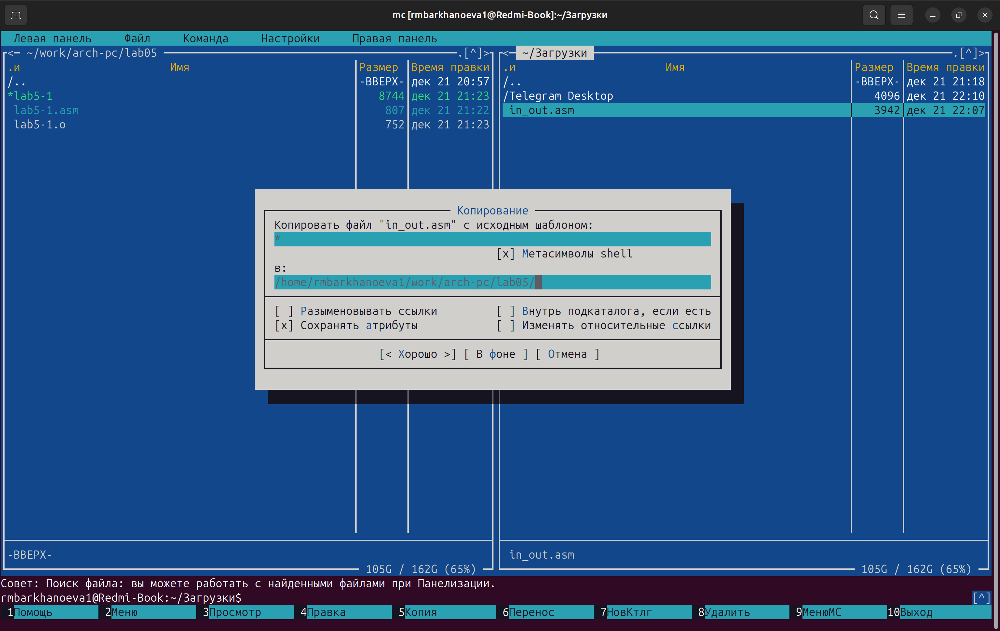 mc [rmbarkhanoeva1@Redmi-Book]:~/Загрузки
Левая панель Файл Команда Настройки Правая панель
<─ ~/work/arch-pc/lab05 .[^]> <─ ~/Загрузки .[^]>
.и Имя Размер Время правки .и Имя Размер Время правки
/.. -ВВЕРХ- дек 21 20:57 /.. -ВВЕРХ- дек 21 21:18
*lab5-1 8744 дек 21 21:23 /Telegram Desktop 4096 дек 21 22:10
lab5-1.asm 807 дек 21 21:22 in_out.asm 3942 дек 21 22:07
lab5-1.o 752 дек 21 21:23
Копирование
Копировать файл "in_out.asm" с исходным шаблоном:
*
[x] Метасимволы shell
в:
/home/rmbarkhanoeva1/work/arch-pc/lab05/
[ ] Разыменовывать ссылки [ ] Внутрь подкаталога, если есть
[x] Сохранять атрибуты [ ] Изменять относительные ссылки
[< Хорошо >] [ В фоне ] [ Отмена ]
-ВВЕРХ- in_out.asm
105G / 162G (65%) 105G / 162G (65%)
Совет: Поиск файла: вы можете работать с найденными файлами при Панелизации.
rmbarkhanoeva1@Redmi-Book:~/Загрузки$ [^]
1Помощь 2Меню 3Просмотр 4Правка 5Копия 6Перенос 7НовКтлг 8Удалить 9МенюМС 10Выход